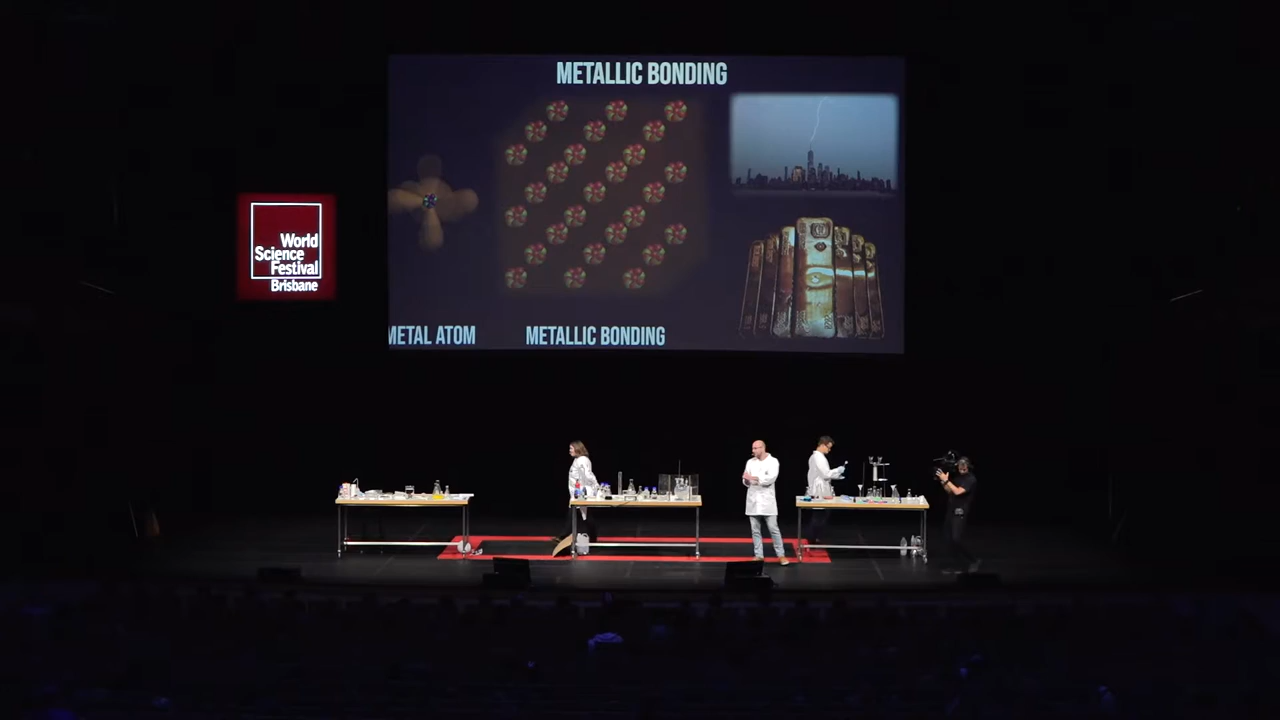 METALLIC BONDING
World
Science
Festival
Brisbane
METAL ATOM
METALLIC BONDING